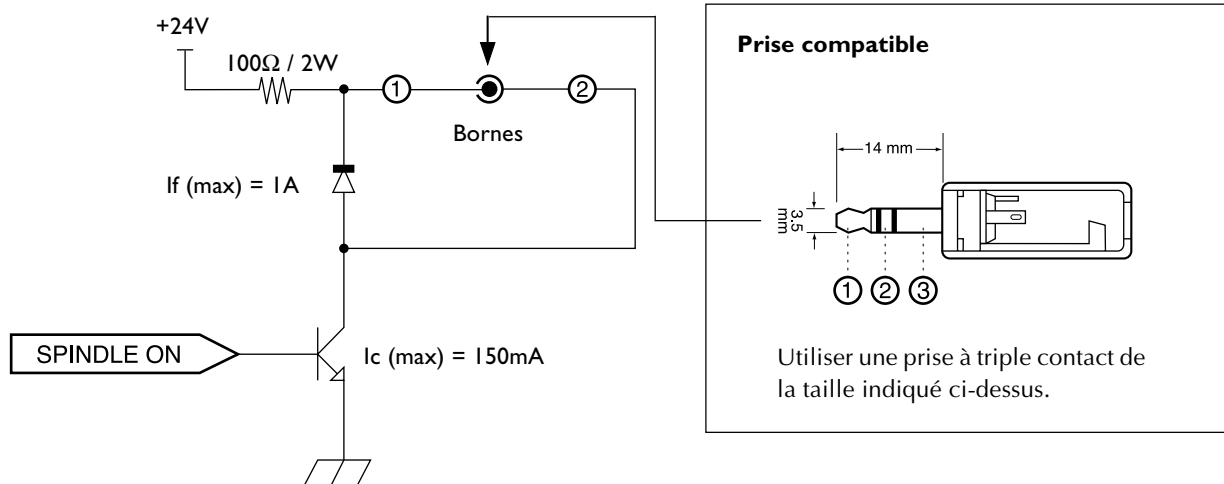 +24V
100Ω / 2W
①
②
Bornes
If (max) = 1A
SPINDLE ON
Ic (max) = 150mA
Prise compatible
14 mm
3.5
mm
① ② ③
Utiliser une prise à triple contact de
la taille indiqué ci-dessus.